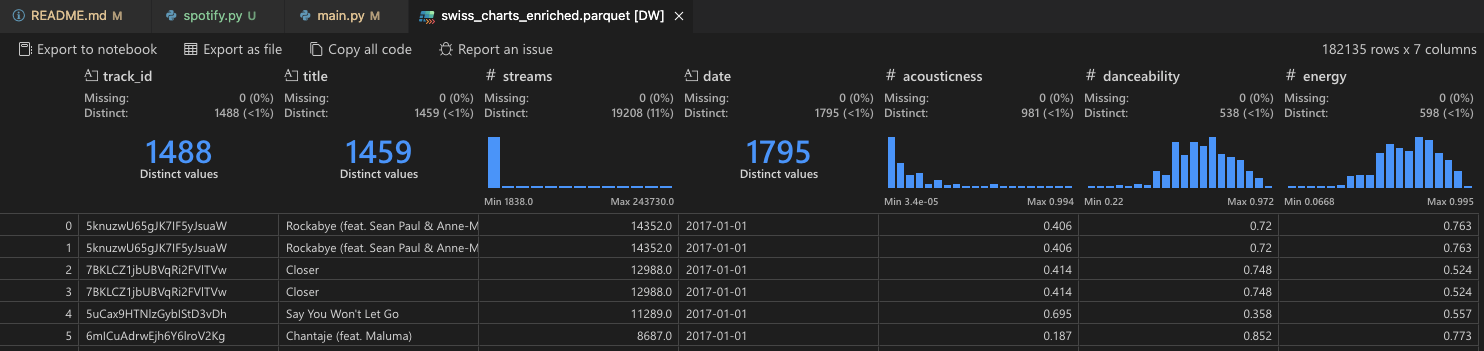 README.md M spotify.py U main.py M swiss_charts_enriched.parquet [DW]
Export to notebook Export as file Copy all code Report an issue 182135 rows x 7 columns
track_id title # streams date # acousticness # danceability # energy
Missing: 0 (0%) Missing: 0 (0%) Missing: 0 (0%) Missing: 0 (0%) Missing: 0 (0%) Missing: 0 (0%) Missing: 0 (0%)
Distinct: 1488 (<1%) Distinct: 1459 (<1%) Distinct: 19208 (11%) Distinct: 1795 (<1%) Distinct: 981 (<1%) Distinct: 538 (<1%) Distinct: 598 (<1%)
1488 1459 1795
Distinct values Distinct values Distinct values
Min 1838.0 Max 243730.0 Min 3.4e-05 Max 0.994 Min 0.22 Max 0.972 Min 0.0668 Max 0.995
0 5knuzwU65gJK7IF5yJsuaW Rockabye (feat. Sean Paul & Anne-M 14352.0 2017-01-01 0.406 0.72 0.763
1 5knuzwU65gJK7IF5yJsuaW Rockabye (feat. Sean Paul & Anne-M 14352.0 2017-01-01 0.406 0.72 0.763
2 7BKLCZ1jbUBVqRi2FVlTVw Closer 12988.0 2017-01-01 0.414 0.748 0.524
3 7BKLCZ1jbUBVqRi2FVlTVw Closer 12988.0 2017-01-01 0.414 0.748 0.524
4 5uCax9HTNlzGybIStD3vDh Say You Won't Let Go 11289.0 2017-01-01 0.695 0.358 0.557
5 6mICuAdrwEjh6Y6lroV2Kg Chantaje (feat. Maluma) 8687.0 2017-01-01 0.187 0.852 0.773